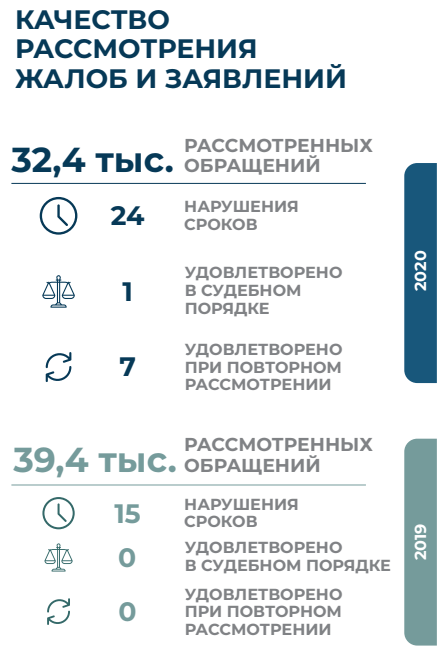 КАЧЕСТВО
РАССМОТРЕНИЯ
ЖАЛОБ И ЗАЯВЛЕНИЙ
32,4 тыс. РАССМОТРЕННЫХ
ОБРАЩЕНИЙ
24 НАРУШЕНИЯ
СРОКОВ
1 УДОВЛЕТВОРЕНО
В СУДЕБНОМ
ПОРЯДКЕ
7 УДОВЛЕТВОРЕНО
ПРИ ПОВТОРНОМ
РАССМОТРЕНИИ
2020
39,4 тыс. РАССМОТРЕННЫХ
ОБРАЩЕНИЙ
15 НАРУШЕНИЯ
СРОКОВ
0 УДОВЛЕТВОРЕНО
В СУДЕБНОМ ПОРЯДКЕ
0 УДОВЛЕТВОРЕНО
ПРИ ПОВТОРНОМ
РАССМОТРЕНИИ
2019